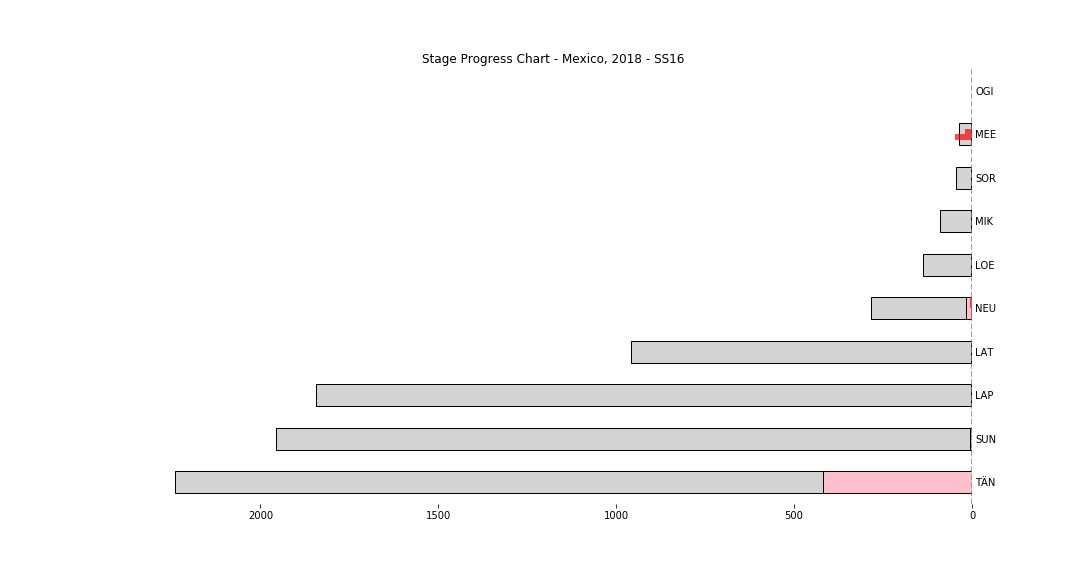 Stage Progress Chart - Mexico, 2018 - SS16
OGI
MEE
SOR
MIK
LOE
NEU
LAT
LAP
SUN
TÄN
2000 1500 1000 500 0